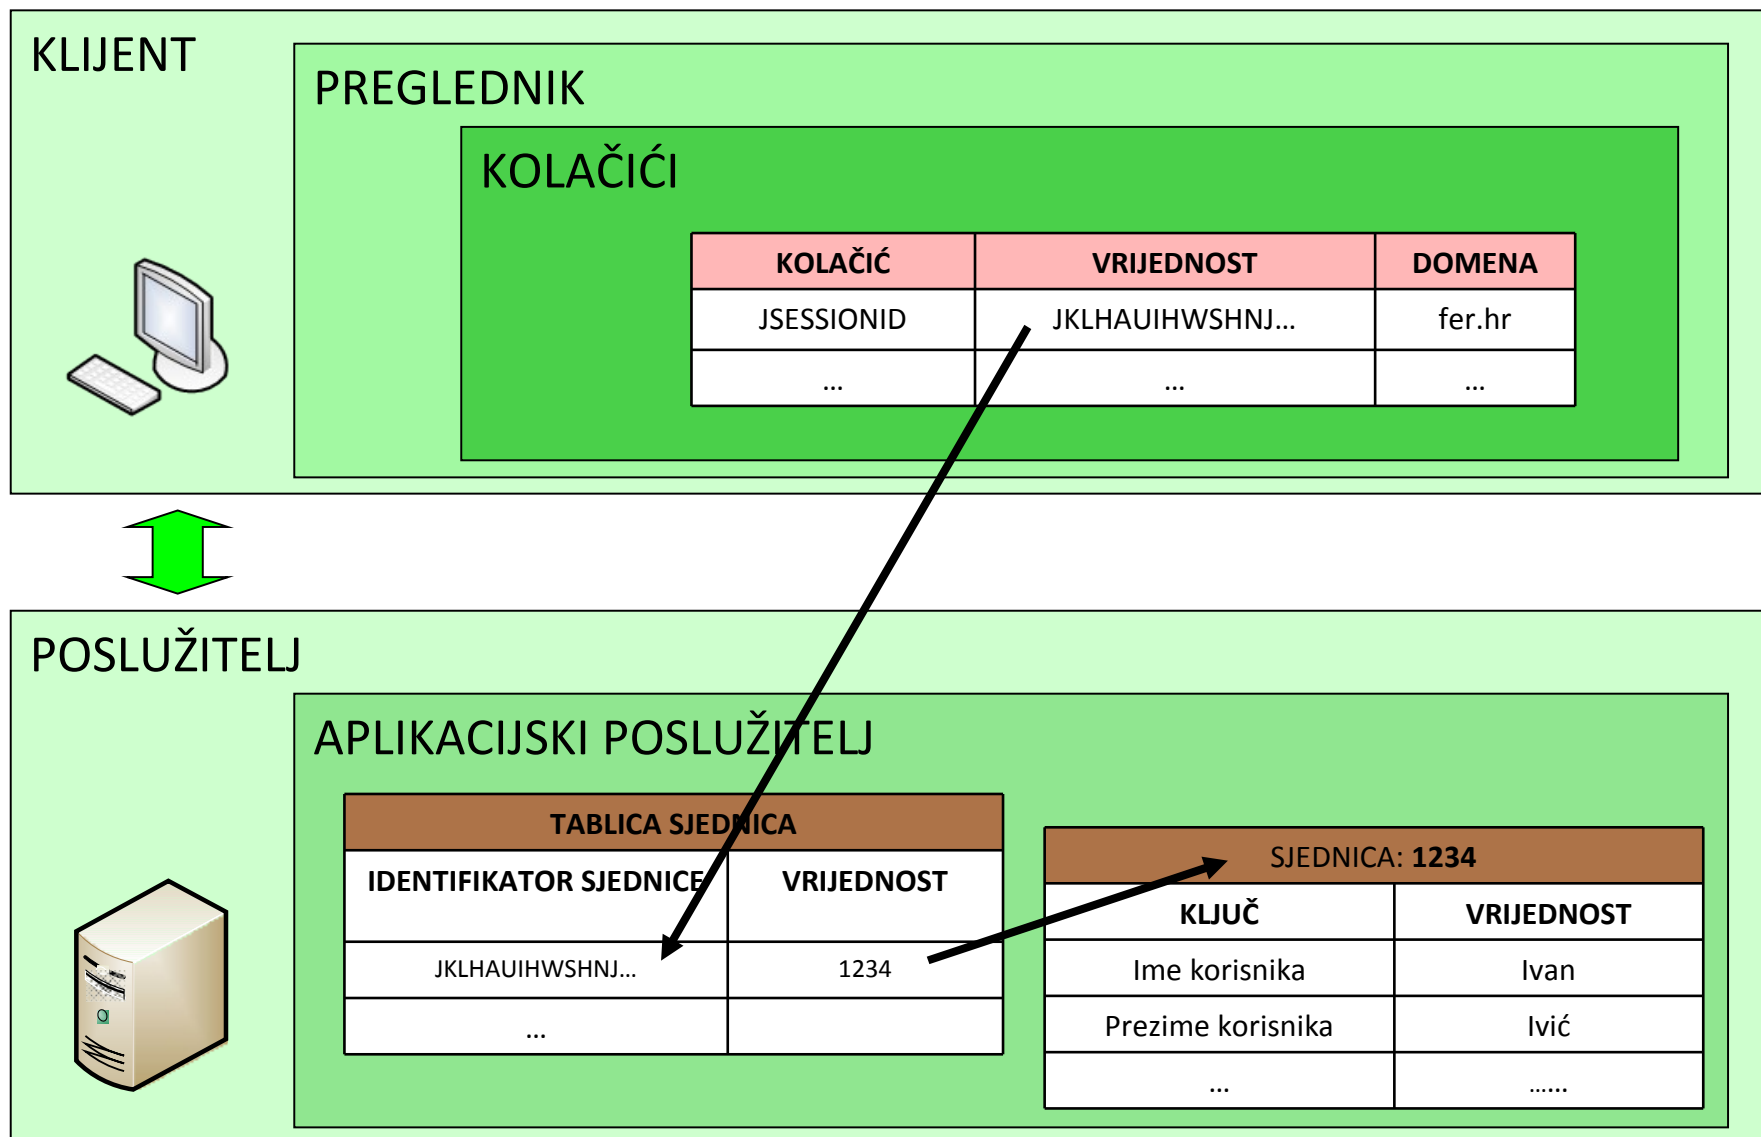 KLIJENT
PREGLEDNIK
KOLAČIĆI
KOLAČIĆ VRIJEDNOST DOMENA
JSESSIONID JKLHAUIHWSHNJ... fer.hr
... ... ...
POSLUŽITELJ
APLIKACIJSKI POSLUŽITELJ
TABLICA SJEDNICA
IDENTIFIKATOR SJEDNICE VRIJEDNOST
JKLHAUIHWSHNJ... 1234
...
SJEDNICA: 1234
KLJUČ VRIJEDNOST
Ime korisnika Ivan
Prezime korisnika Ivić
... ......